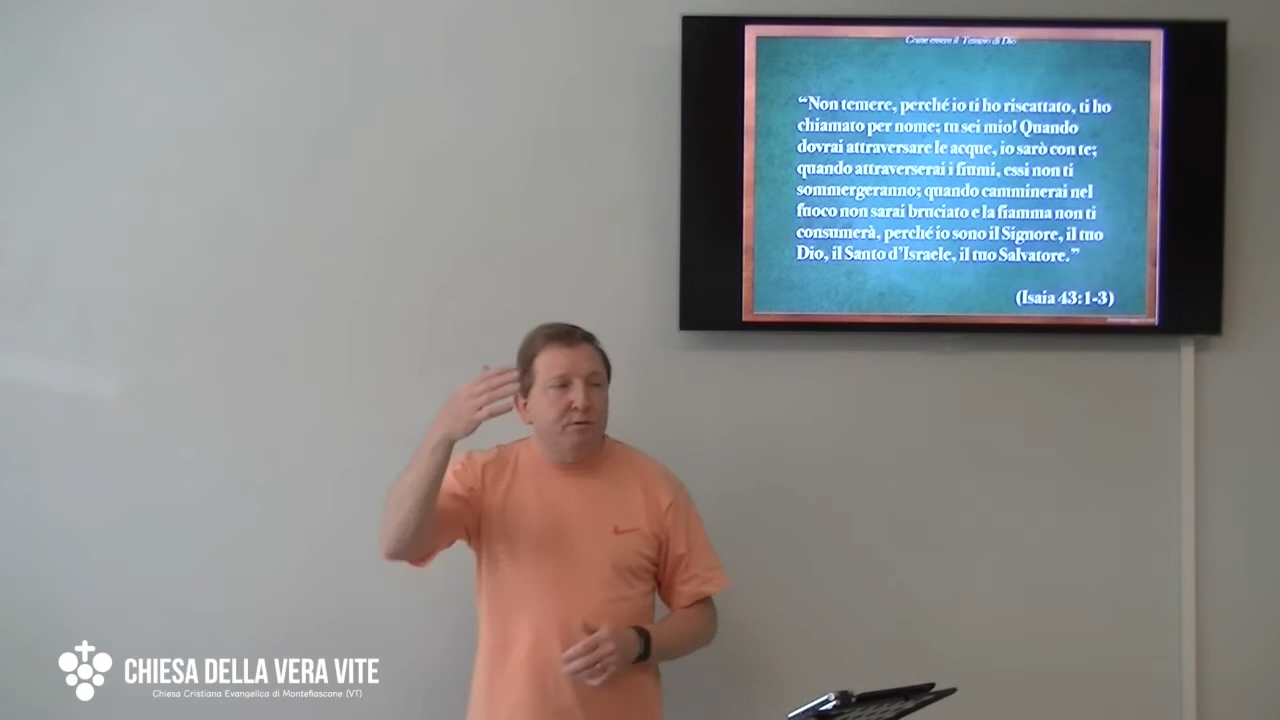 Come essere il Tempio di Dio
“Non temere, perché io ti ho riscattato, ti ho
chiamato per nome; tu sei mio! Quando
dovrai attraversare le acque, io sarò con te;
quando attraverserai i fiumi, essi non ti
sommergeranno; quando camminerai nel
fuoco non sarai bruciato e la fiamma non ti
consumerà, perché io sono il Signore, il tuo
Dio, il Santo d’Israele, il tuo Salvatore.”
(Isaia 43:1-3)
CHIESA DELLA VERA VITE
Chiesa Cristiana Evangelica di Montefiascone (VT)